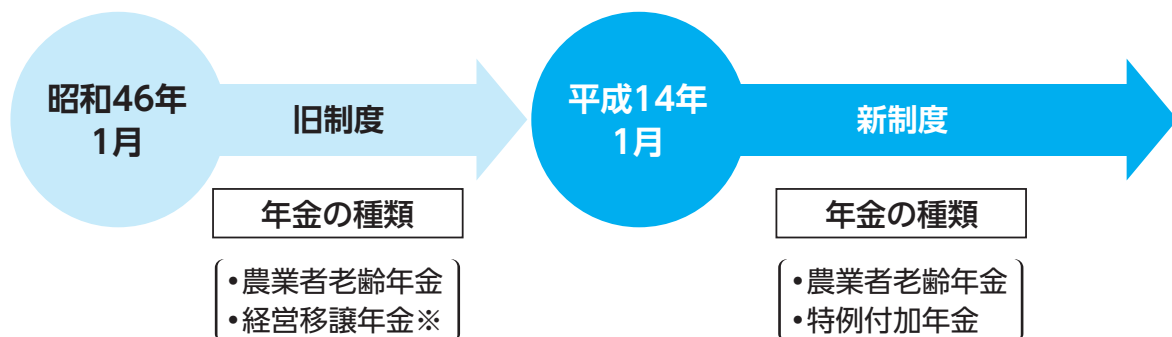 昭和46年
1月
旧制度
年金の種類
•農業者老齢年金
•経営移譲年金※
平成14年
1月
新制度
年金の種類
•農業者老齢年金
•特例付加年金